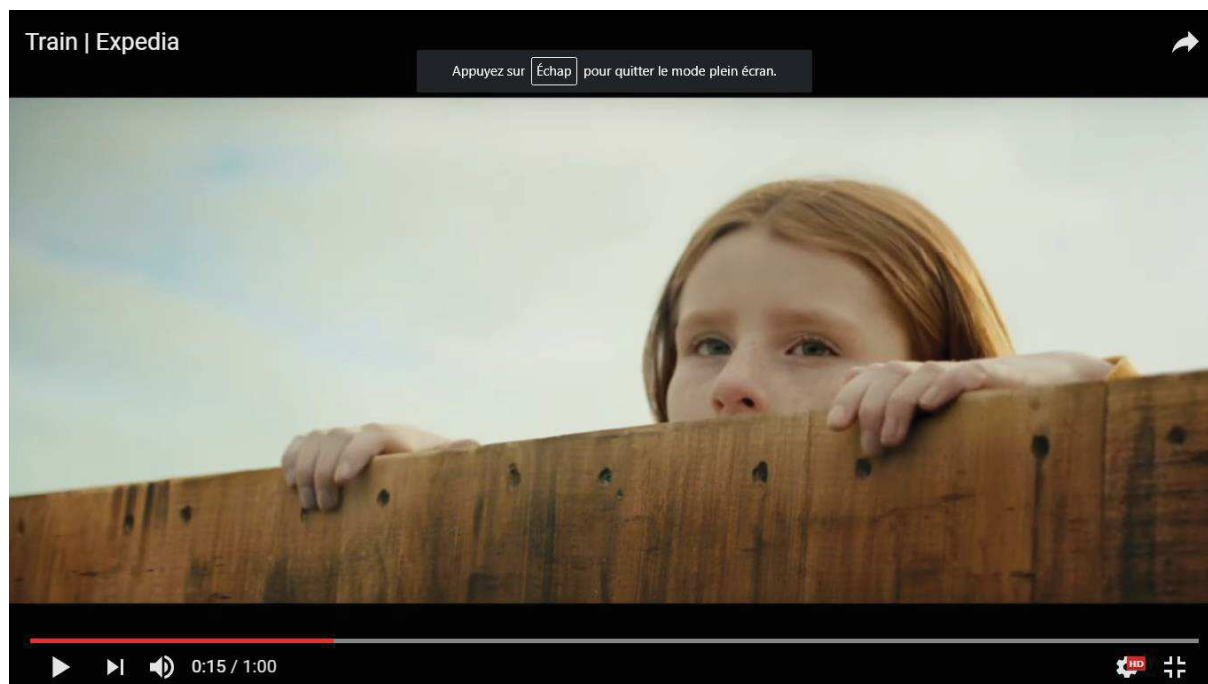 Train | Expedia
Appuyez sur Échap pour quitter le mode plein écran.
0:15 / 1:00
HD